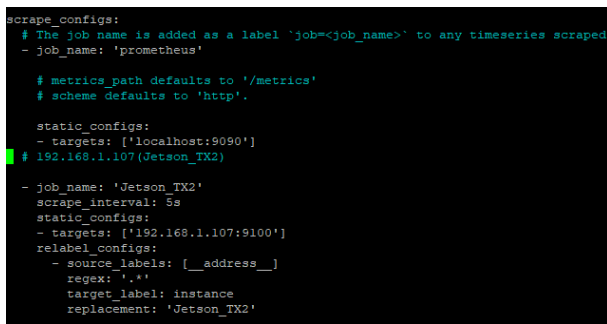 scrape_configs:
  # The job name is added as a label `job=<job_name>` to any timeseries scraped
  - job_name: 'prometheus'
    # metrics_path defaults to '/metrics'
    # scheme defaults to 'http'.
    static_configs:
    - targets: ['localhost:9090']
  # 192.168.1.107(Jetson_TX2)
  - job_name: 'Jetson_TX2'
    scrape_interval: 5s
    static_configs:
    - targets: ['192.168.1.107:9100']
    relabel_configs:
      - source_labels: [__address__]
        regex: '.*'
        target_label: instance
        replacement: 'Jetson_TX2'